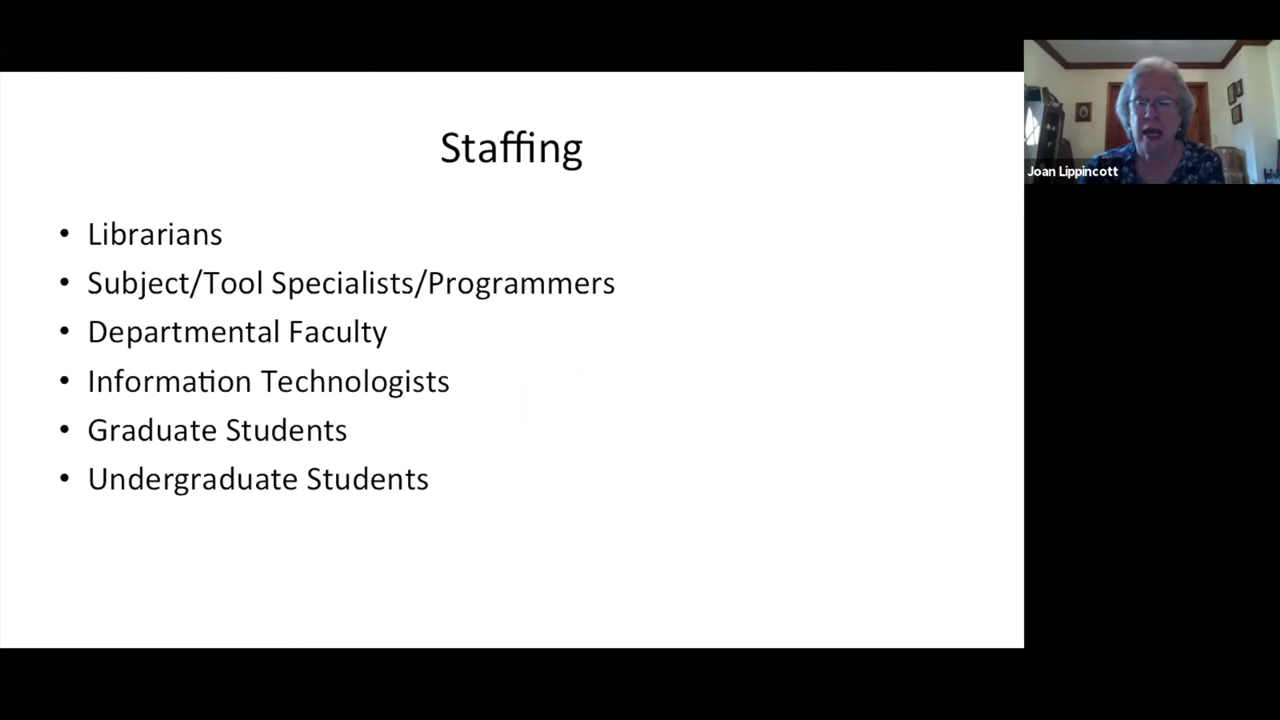 Staffing
• Librarians
• Subject/Tool Specialists/Programmers
• Departmental Faculty
• Information Technologists
• Graduate Students
• Undergraduate Students
Joan Lippincott